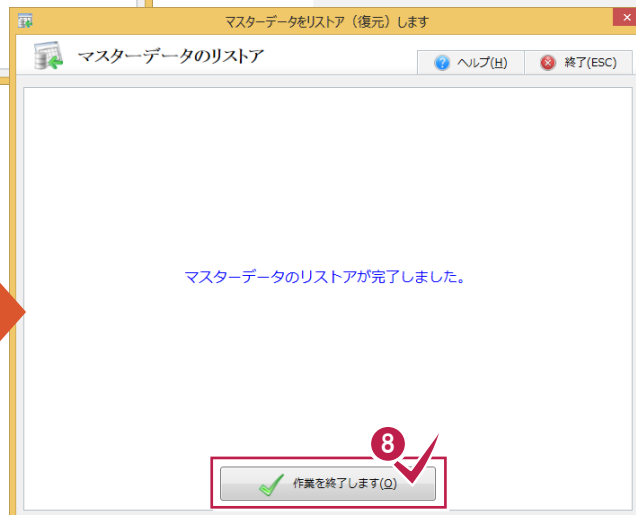 マスターデータをリストア（復元）します
×
マスターデータのリストア
? ヘルプ(H)
終了(ESC)
マスターデータのリストアが完了しました。
8
作業を終了します(O)